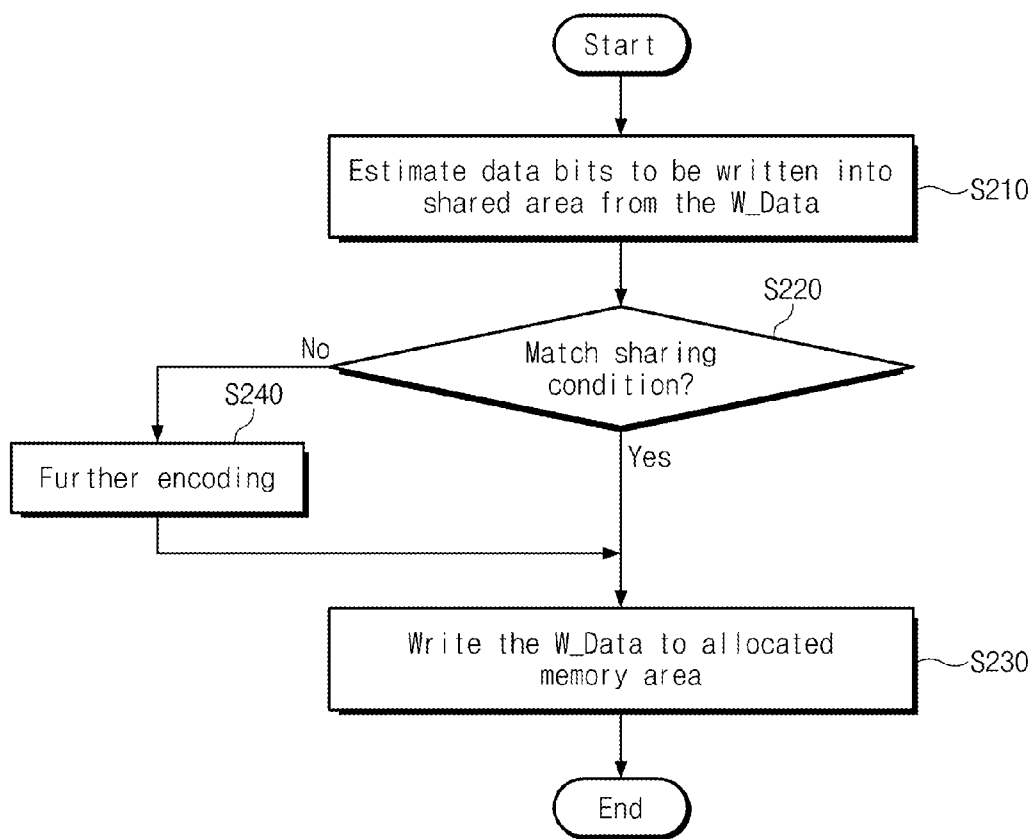 Start
Estimate data bits to be written into
shared area from the W_Data
S210
S220
Match sharing
condition?
No
S240
Yes
Further encoding
Write the W_Data to allocated
memory area
S230
End